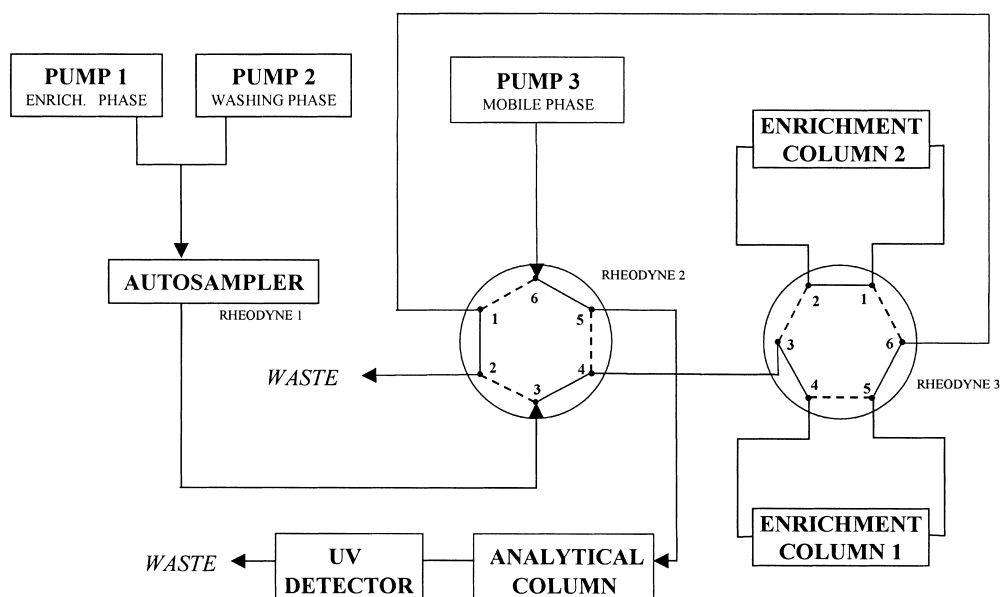 PUMP 1
ENRICH. PHASE
PUMP 2
WASHING PHASE
PUMP 3
MOBILE PHASE
ENRICHMENT
COLUMN 2
AUTOSAMPLER
RHEODYNE 1
RHEODYNE 2
6
1
5
2
4
3
WASTE
2
1
3
6
4
5
RHEODYNE 3
ENRICHMENT
COLUMN 1
WASTE
UV
DETECTOR
ANALYTICAL
COLUMN